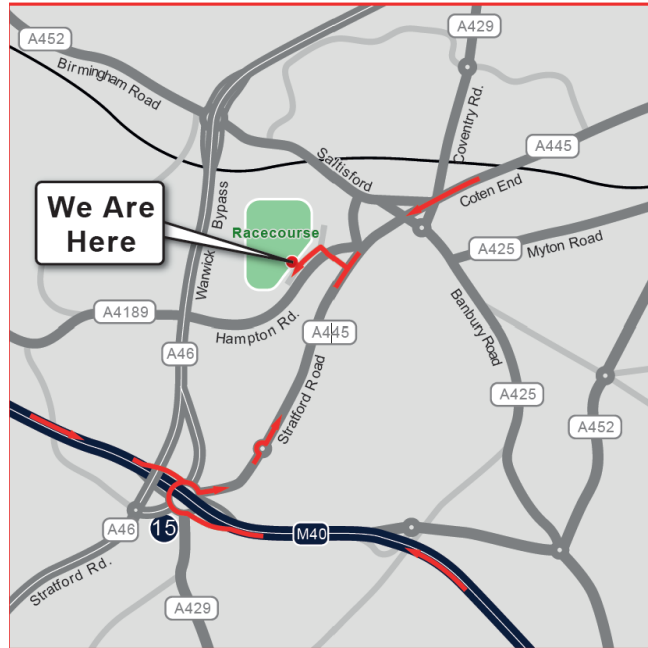 A452
A429
Birmingham Road
Coventry Rd.
A445
Saltisford
Coten End
We Are
Here
Warwick Bypass
Racecourse
A425
Myton Road
A4189
Hampton Rd.
A445
Banbury Road
A46
Stratford Road
A425
A452
A46
15
M40
Stratford Rd.
A429